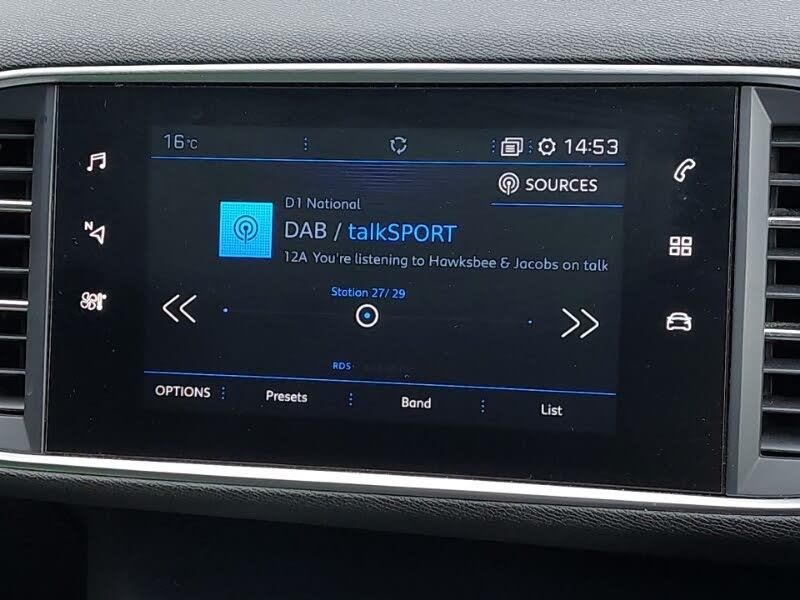 16°C
14:53
SOURCES
N
D1 National
DAB / talkSPORT
12A You're listening to Hawksbee & Jacobs on talk
Station 27/ 29
RDS
OPTIONS Presets Band List